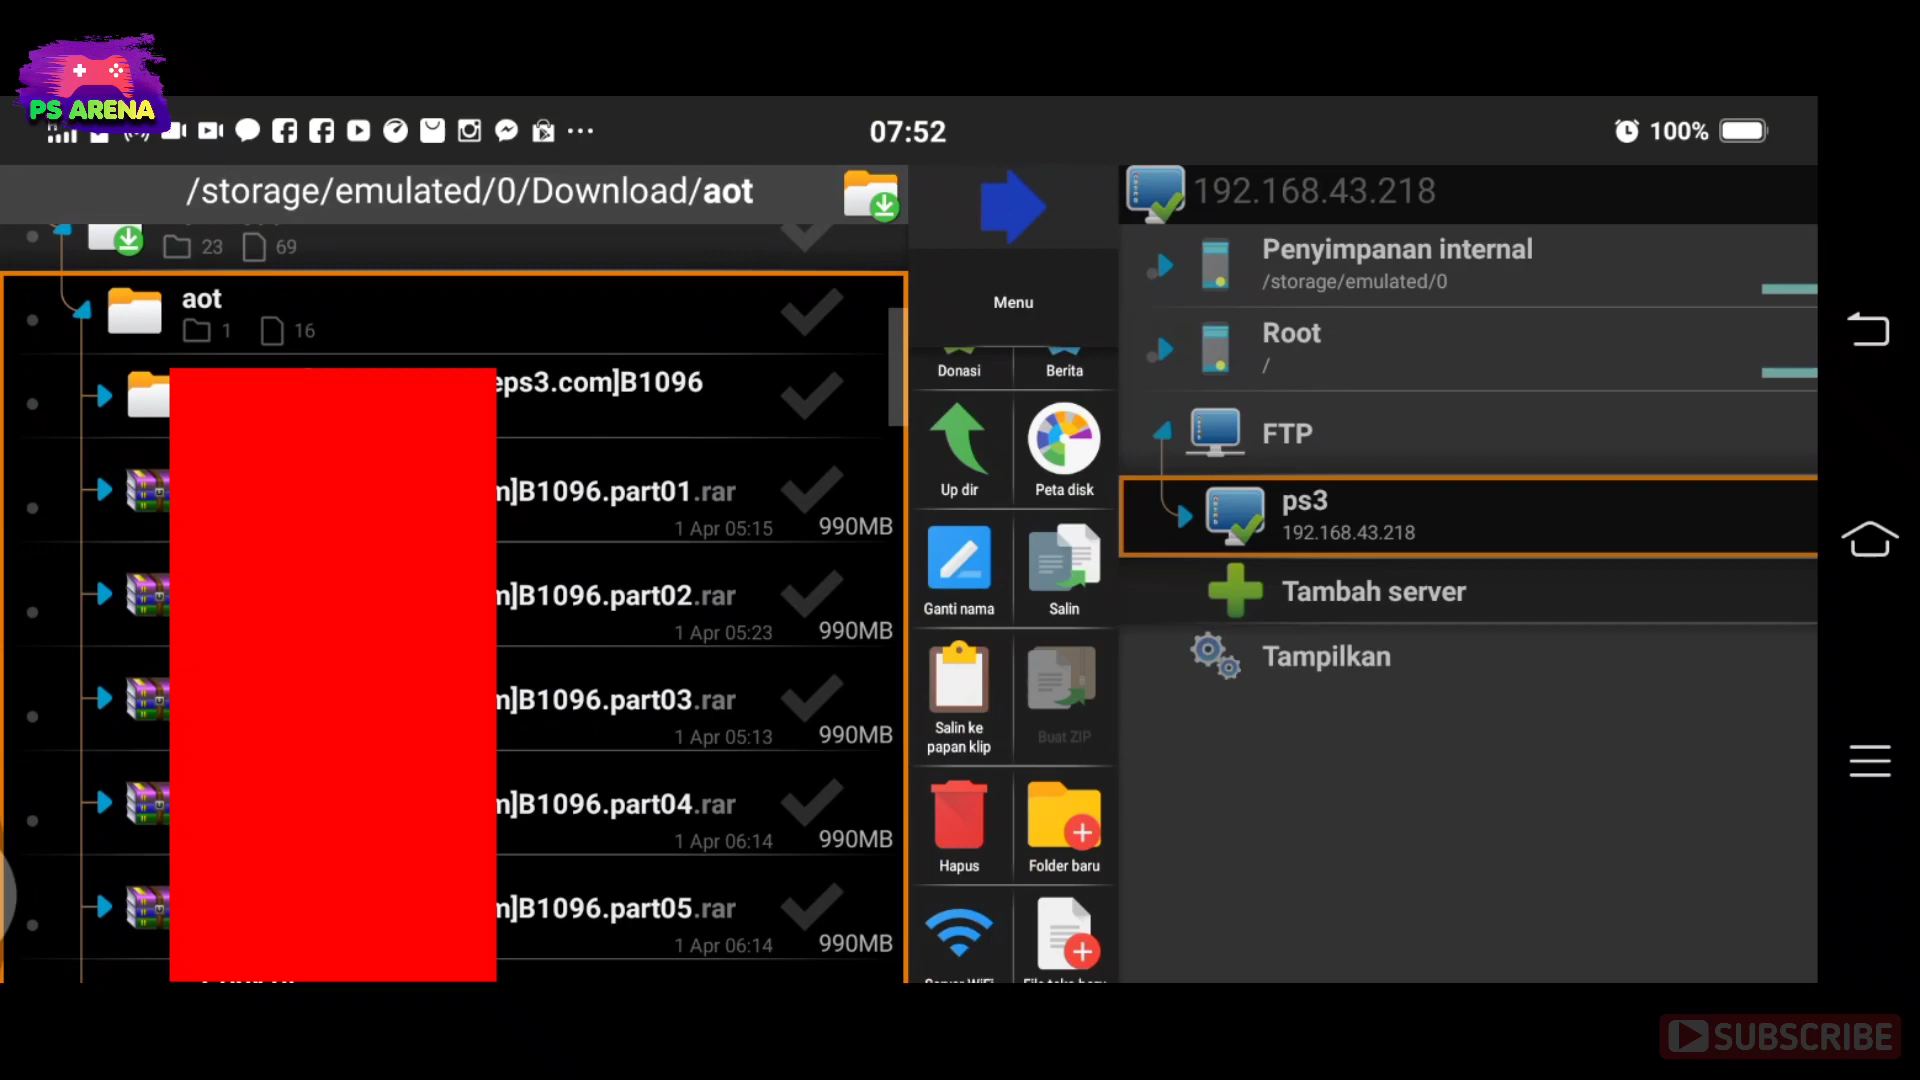 PS ARENA
07:52
100%
/storage/emulated/0/Download/aot
23 69
aot
1 16
eps3.com]B1096
m]B1096.part01.rar
1 Apr 05:15 990MB
m]B1096.part02.rar
1 Apr 05:23 990MB
m]B1096.part03.rar
1 Apr 05:13 990MB
m]B1096.part04.rar
1 Apr 06:14 990MB
m]B1096.part05.rar
1 Apr 06:14 990MB
Menu
Donasi Berita
Up dir Peta disk
Ganti nama Salin
Salin ke
papan klip Buat ZIP
Hapus Folder baru
192.168.43.218
Penyimpanan internal
/storage/emulated/0
Root
/
FTP
ps3
192.168.43.218
Tambah server
Tampilkan
SUBSCRIBE